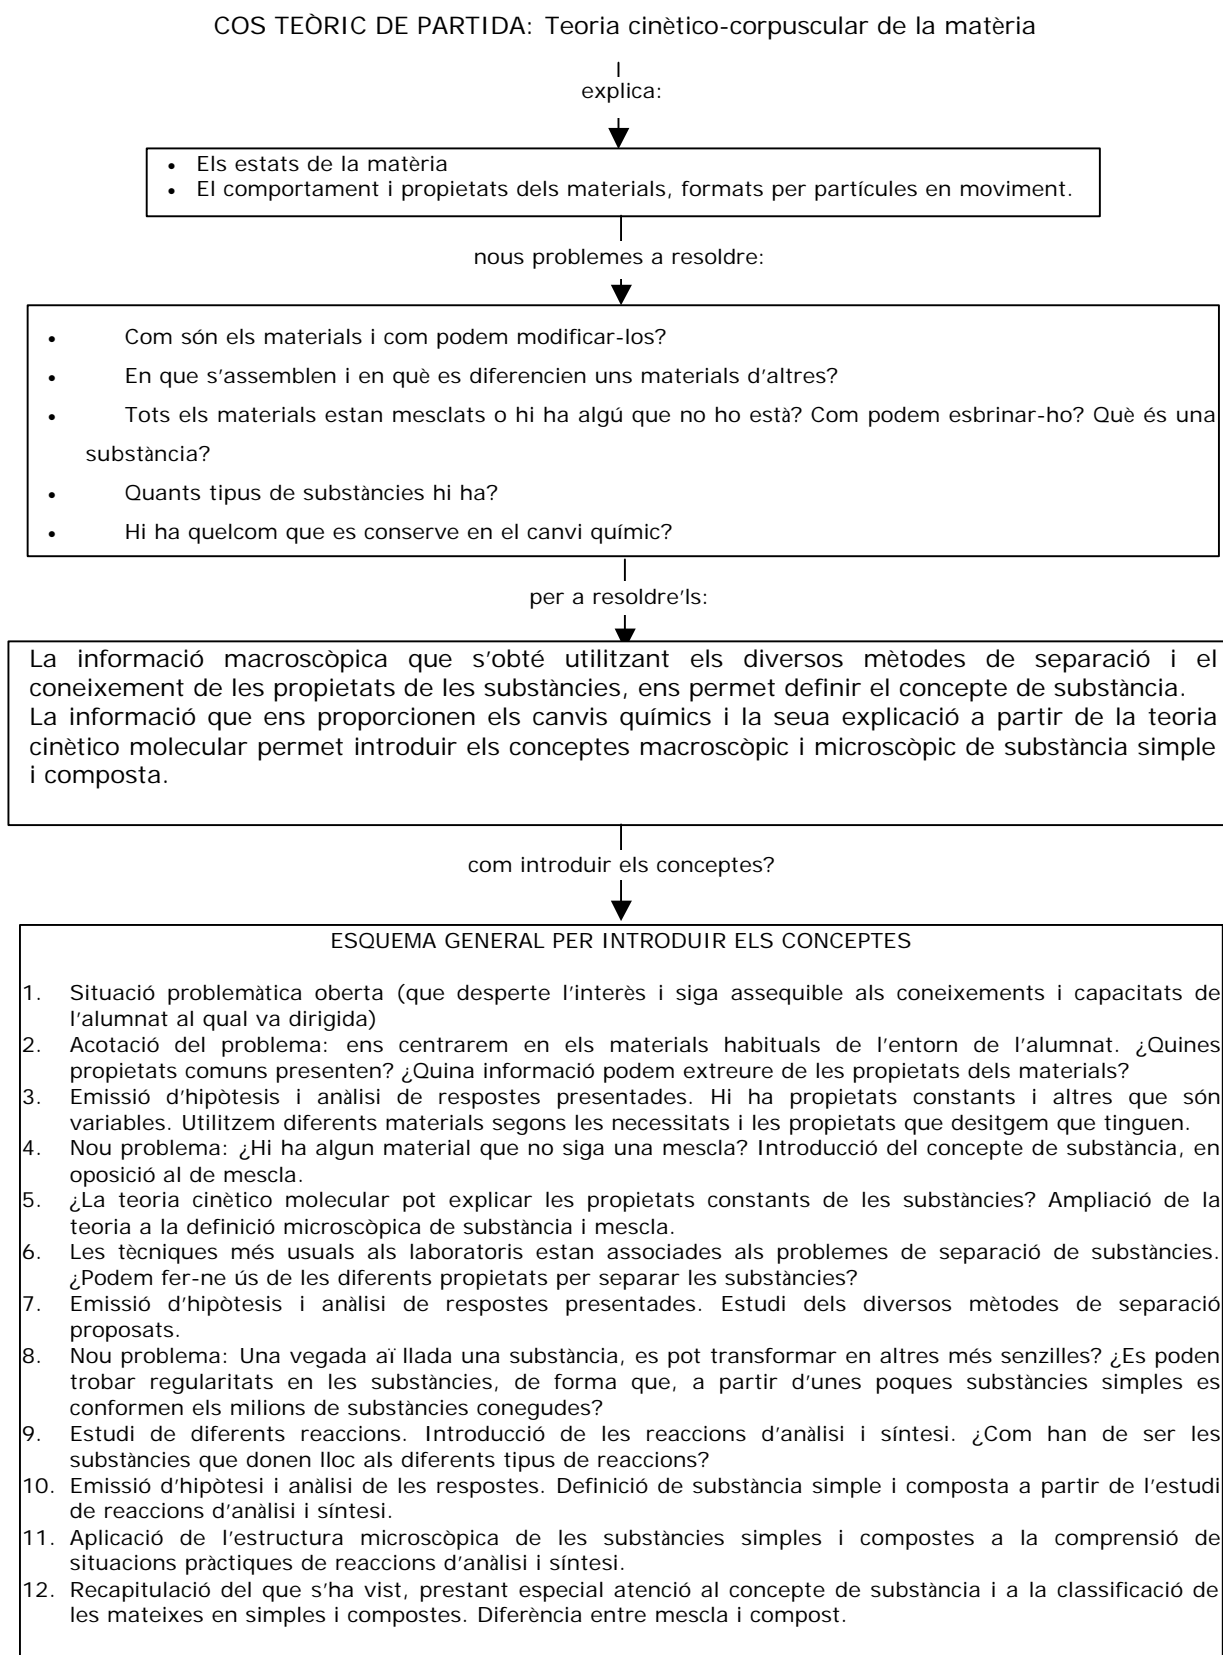 COS TEÒRIC DE PARTIDA: Teoria cinètico-corpuscular de la matèria
explica:
• Els estats de la matèria
• El comportament i propietats dels materials, formats per partícules en moviment.
nous problemes a resoldre:
• Com són els materials i com podem modificar-los?
• En que s'assemblen i en què es diferencien uns materials d'altres?
• Tots els materials estan mesclats o hi ha algú que no ho està? Com podem esbrinar-ho? Què és una
substància?
• Quants tipus de substàncies hi ha?
• Hi ha quelcom que es conserve en el canvi químic?
per a resoldre'ls:
La informació macroscòpica que s'obté utilitzant els diversos mètodes de separació i el
coneixement de les propietats de les substàncies, ens permet definir el concepte de substància.
La informació que ens proporcionen els canvis químics i la seua explicació a partir de la teoria
cinètico molecular permet introduir els conceptes macroscòpic i microscòpic de substància simple
i composta.
com introduir els conceptes?
ESQUEMA GENERAL PER INTRODUIR ELS CONCEPTES
1. Situació problemàtica oberta (que desperte l'interès i siga assequible als coneixements i capacitats de
l'alumnat al qual va dirigida)
2. Acotació del problema: ens centrarem en els materials habituals de l'entorn de l'alumnat. ¿Quines
propietats comuns presenten? ¿Quina informació podem extreure de les propietats dels materials?
3. Emissió d'hipòtesis i anàlisi de respostes presentades. Hi ha propietats constants i altres que són
variables. Utilitzem diferents materials segons les necessitats i les propietats que desitgem que tinguen.
4. Nou problema: ¿Hi ha algun material que no siga una mescla? Introducció del concepte de substància, en
oposició al de mescla.
5. ¿La teoria cinètico molecular pot explicar les propietats constants de les substàncies? Ampliació de la
teoria a la definició microscòpica de substància i mescla.
6. Les tècniques més usuals als laboratoris estan associades als problemes de separació de substàncies.
¿Podem fer-ne ús de les diferents propietats per separar les substàncies?
7. Emissió d'hipòtesis i anàlisi de respostes presentades. Estudi dels diversos mètodes de separació
proposats.
8. Nou problema: Una vegada aï llada una substància, es pot transformar en altres més senzilles? ¿Es poden
trobar regularitats en les substàncies, de forma que, a partir d'unes poques substàncies simples es
conformen els milions de substàncies conegudes?
9. Estudi de diferents reaccions. Introducció de les reaccions d'anàlisi i síntesi. ¿Com han de ser les
substàncies que donen lloc als diferents tipus de reaccions?
10. Emissió d'hipòtesi i anàlisi de les respostes. Definició de substància simple i composta a partir de l'estudi
de reaccions d'anàlisi i síntesi.
11. Aplicació de l'estructura microscòpica de les substàncies simples i compostes a la comprensió de
situacions pràctiques de reaccions d'anàlisi i síntesi.
12. Recapitulació del que s'ha vist, prestant especial atenció al concepte de substància i a la classificació de
les mateixes en simples i compostes. Diferència entre mescla i compost.